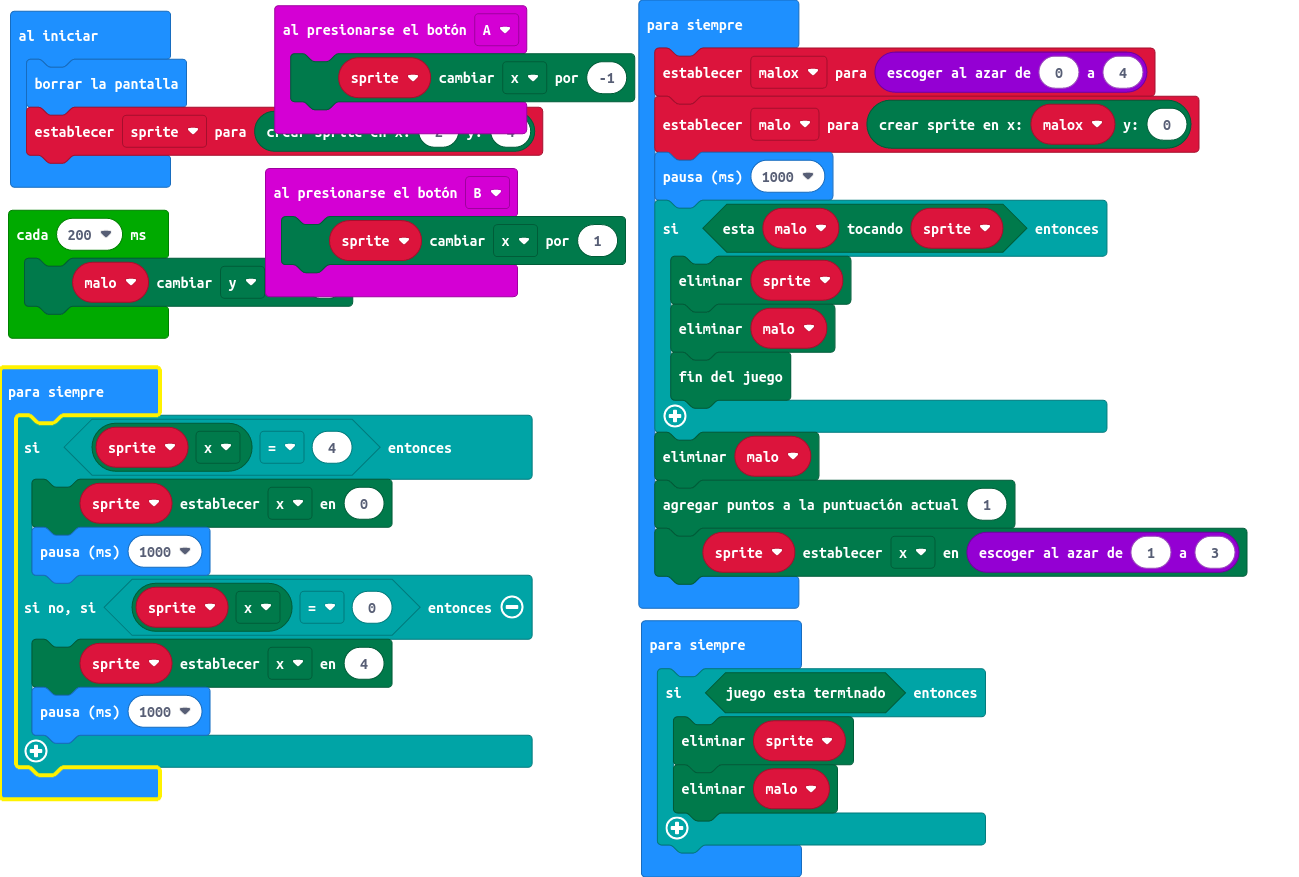 al iniciar
borrar la pantalla
establecer sprite para crear sprite en x: 2 y: 4
al presionarse el botón A
sprite cambiar x por -1
al presionarse el botón B
sprite cambiar x por 1
cada 200 ms
malo cambiar y
para siempre
si sprite x = 4 entonces
sprite establecer x en 0
pausa (ms) 1000
si no, si sprite x = 0 entonces
sprite establecer x en 4
pausa (ms) 1000
para siempre
establecer malox para escoger al azar de 0 a 4
establecer malo para crear sprite en x: malox y: 0
pausa (ms) 1000
si esta malo tocando sprite entonces
eliminar sprite
eliminar malo
fin del juego
eliminar malo
agregar puntos a la puntuación actual 1
sprite establecer x en escoger al azar de 1 a 3
para siempre
si juego esta terminado entonces
eliminar sprite
eliminar malo